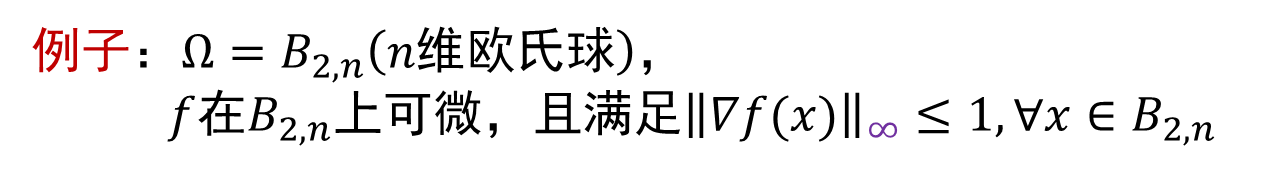 例子：Ω = B_{2,n}(n维欧氏球)，
f在B_{2,n}上可微，且满足‖∇f(x)‖_∞ ≤ 1, ∀x ∈ B_{2,n}